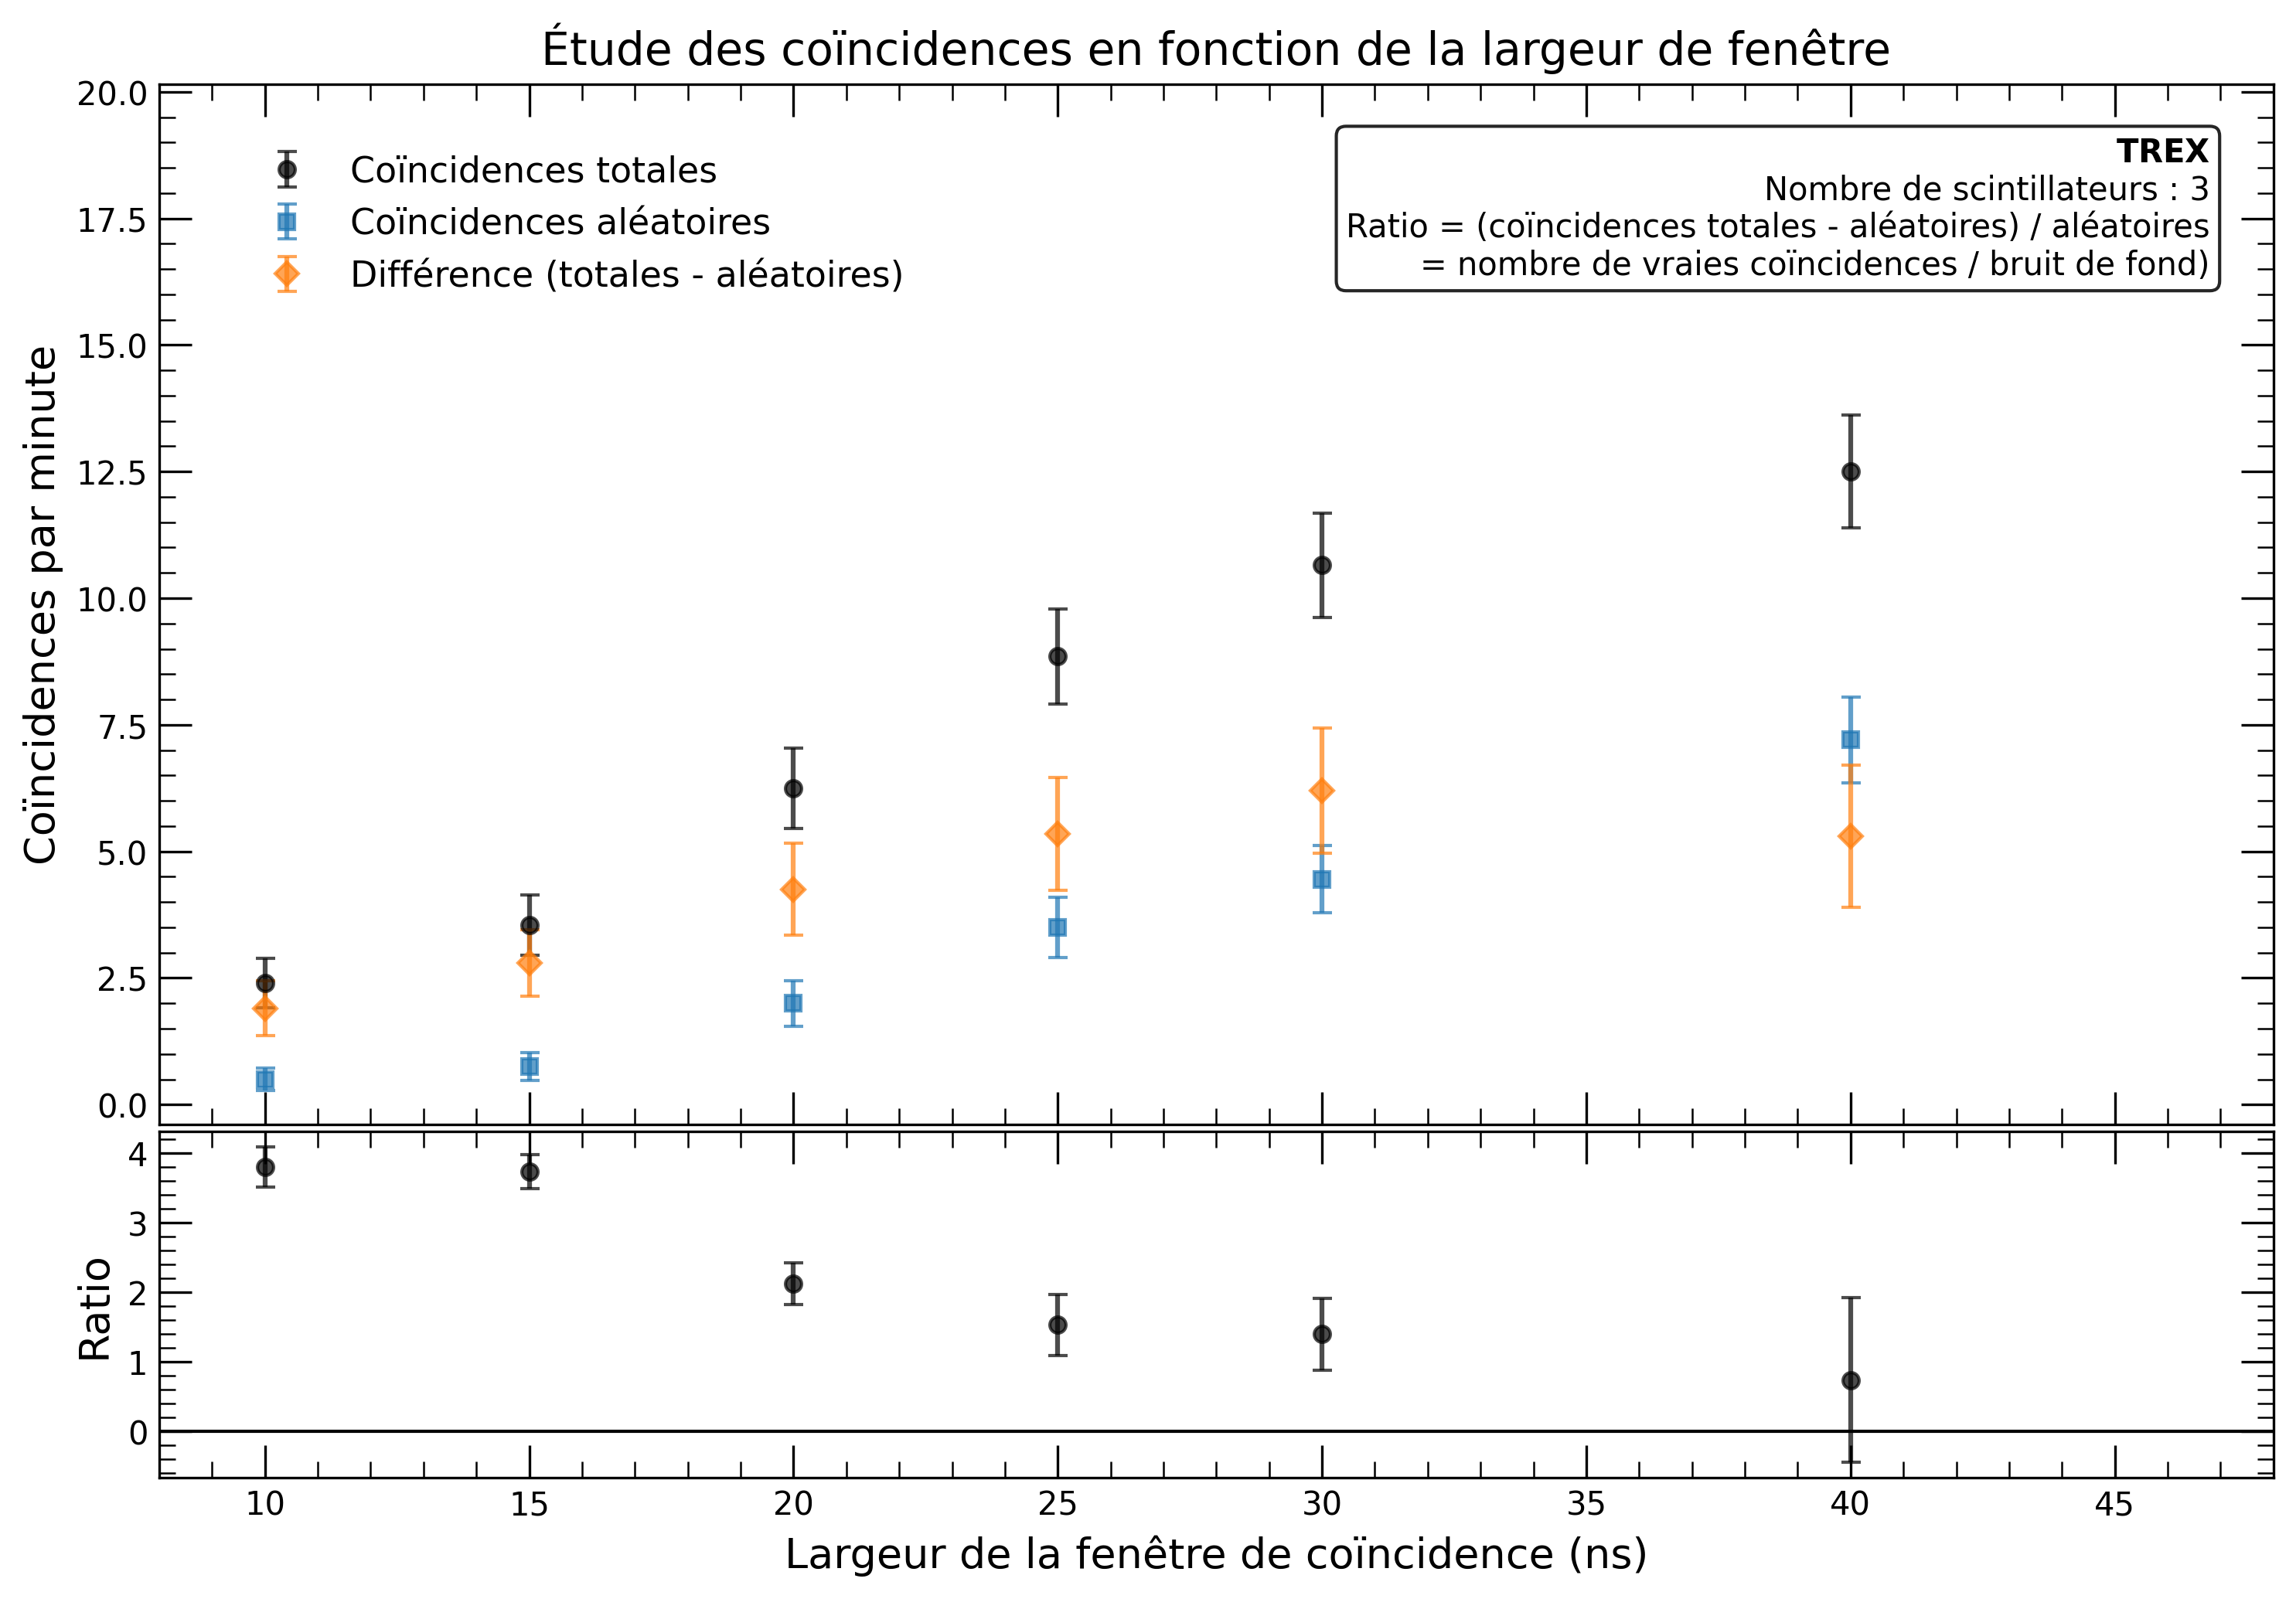 Étude des coïncidences en fonction de la largeur de fenêtre
Coïncidences par minute
20.0
17.5
15.0
12.5
10.0
7.5
5.0
2.5
0.0
Coïncidences totales
Coïncidences aléatoires
Différence (totales - aléatoires)
TREX
Nombre de scintillateurs : 3
Ratio = (coïncidences totales - aléatoires) / aléatoires
= nombre de vraies coïncidences / bruit de fond)
Ratio
4
3
2
1
0
10 15 20 25 30 35 40 45
Largeur de la fenêtre de coïncidence (ns)